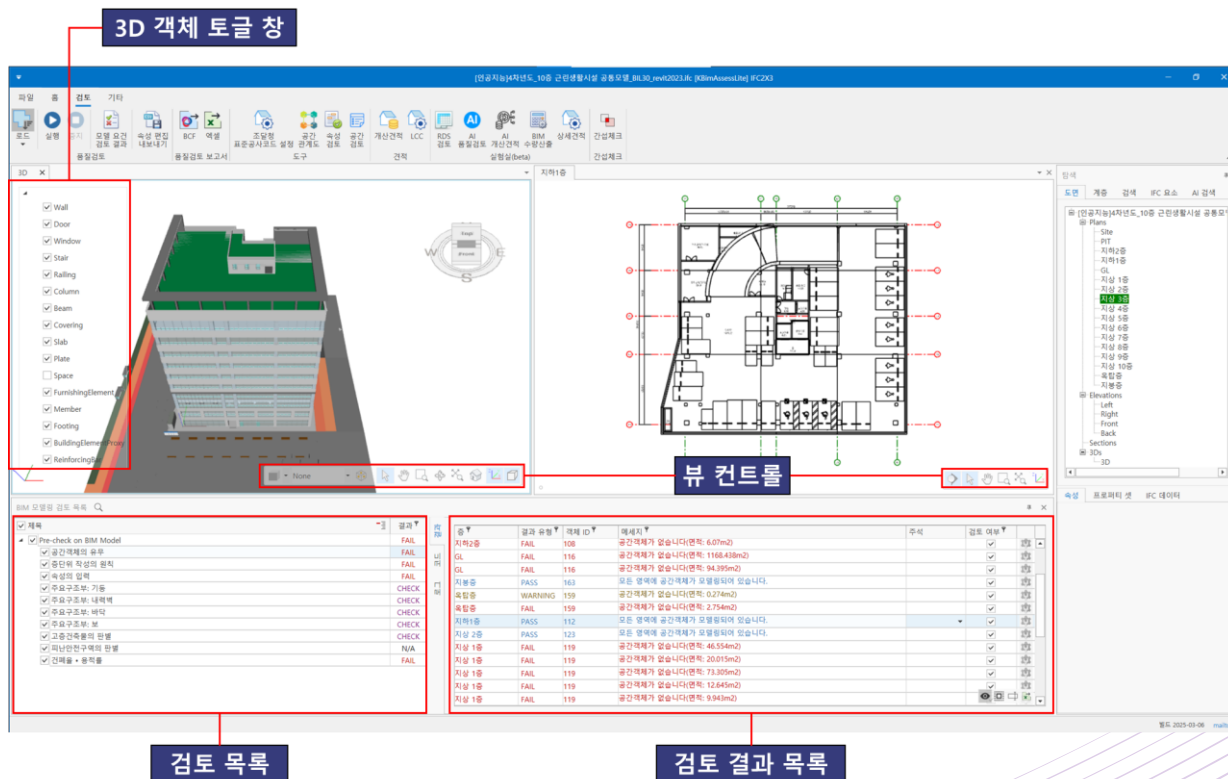 3D 객체 토글 창
[인공지능]4차년도_10층 근린생활시설 공통모델_BIL30_revit2023.ifc [KBimAssessLite] IFC2X3
파일 홈 검토 기타
로드 실행 중지 모델 요건 검토 결과 속성 편집 내보내기 BCF 엑셀 조달청 표준공사코드 설정 공간 관계도 속성 검토 공간 검토 개산견적 LCC RDS 검토 AI 품질검토 AI 개산견적 BIM 수량산출 상세견적 간섭체크
품질검토 품질검토 보고서 도구 견적 실험실(beta) 간섭체크
3D
Wall
Door
Window
Stair
Railing
Column
Beam
Covering
Slab
Plate
Space
FurnishingElement
Member
Footing
BuildingElementProxy
ReinforcingBar
W
E
S
None
지하1층
뷰 컨트롤
탐색
도면 계층 검색 IFC 요소 AI 검색
[인공지능]4차년도_10층 근린생활시설 공통모
Plans
Site
PIT
지하2층
지하1층
GL
지상 1층
지상 2층
지상 3층
지상 4층
지상 5층
지상 6층
지상 7층
지상 8층
지상 9층
지상 10층
옥탑층
지붕층
Elevations
Left
Right
Front
Back
Sections
3Ds
3D
속성 프로퍼티 셋 IFC 데이터
BIM 모델링 검토 목록
제목 결과
Pre-check on BIM Model FAIL
공간객체의 유무 FAIL
층단위 작성의 원칙 FAIL
속성의 입력 FAIL
주요구조부: 기둥 CHECK
주요구조부: 내력벽 CHECK
주요구조부: 바닥 CHECK
주요구조부: 보 CHECK
고층건축물의 판별 CHECK
피난안전구역의 판별 N/A
건폐율 • 용적률 FAIL
층 결과 유형 객체 ID 메세지 주석 검토 여부
지하2층 FAIL 108 공간객체가 없습니다(면적: 6.07m2)
GL FAIL 116 공간객체가 없습니다(면적: 1168.438m2)
GL FAIL 116 공간객체가 없습니다(면적: 94.395m2)
지붕층 PASS 163 모든 영역에 공간객체가 모델링되어 있습니다.
옥탑층 WARNING 159 공간객체가 없습니다(면적: 0.274m2)
옥탑층 FAIL 159 공간객체가 없습니다(면적: 2.754m2)
지하1층 PASS 112 모든 영역에 공간객체가 모델링되어 있습니다.
지상 2층 PASS 123 모든 영역에 공간객체가 모델링되어 있습니다.
지상 1층 FAIL 119 공간객체가 없습니다(면적: 46.554m2)
지상 1층 FAIL 119 공간객체가 없습니다(면적: 20.015m2)
지상 1층 FAIL 119 공간객체가 없습니다(면적: 73.305m2)
지상 1층 FAIL 119 공간객체가 없습니다(면적: 12.645m2)
지상 1층 FAIL 119 공간객체가 없습니다(면적: 9.943m2)
빌드 2025-03-08
검토 목록
검토 결과 목록